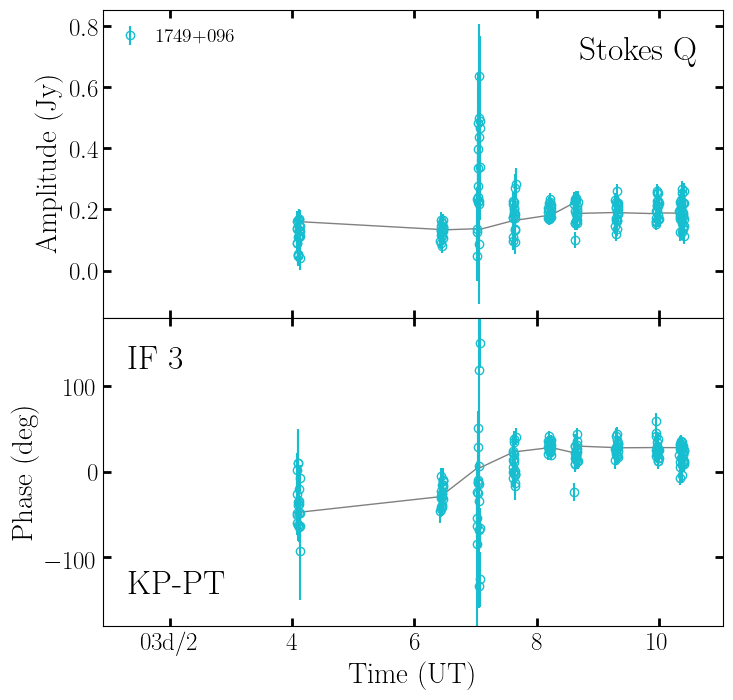 1749+096
Stokes Q
Amplitude (Jy)
0.8
0.6
0.4
0.2
0.0
IF 3
KP-PT
Phase (deg)
100
0
−100
03d/2
4
6
8
10
Time (UT)